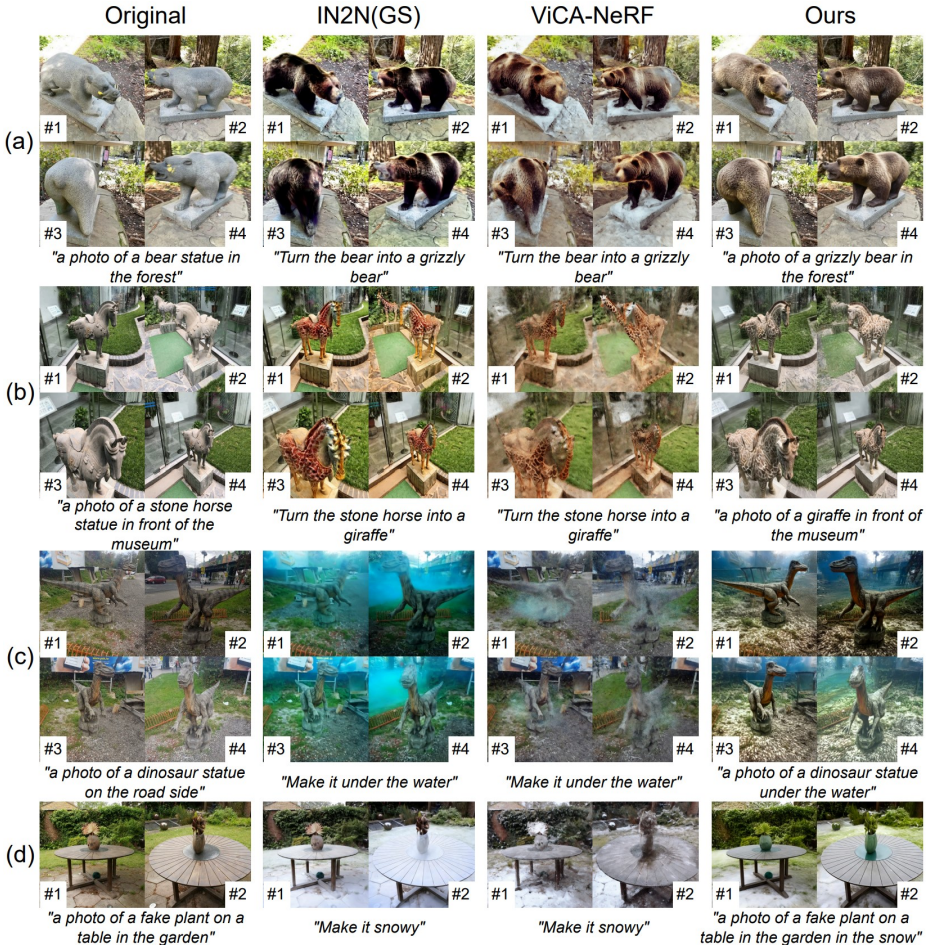 Original IN2N(GS) ViCA-NeRF Ours
(a)
#1 #2 #1 #2 #1 #2 #1 #2
#3 #4 #3 #4 #3 #4 #3 #4
"a photo of a bear statue in
the forest"
"Turn the bear into a grizzly
bear"
"Turn the bear into a grizzly
bear"
"a photo of a grizzly bear in
the forest"
(b)
#1 #2 #1 #2 #1 #2 #1 #2
#3 #4 #3 #4 #3 #4 #3 #4
"a photo of a stone horse
statue in front of the
museum"
"Turn the stone horse into a
giraffe"
"Turn the stone horse into a
giraffe"
"a photo of a giraffe in front of
the museum"
(c)
#1 #2 #1 #2 #1 #2 #1 #2
#3 #4 #3 #4 #3 #4 #3 #4
"a photo of a dinosaur statue
on the road side"
"Make it under the water"
"Make it under the water"
"a photo of a dinosaur statue
under the water"
(d)
#1 #2 #1 #2 #1 #2 #1 #2
"a photo of a fake plant on a
table in the garden"
"Make it snowy"
"Make it snowy"
"a photo of a fake plant on a
table in the garden in the snow"